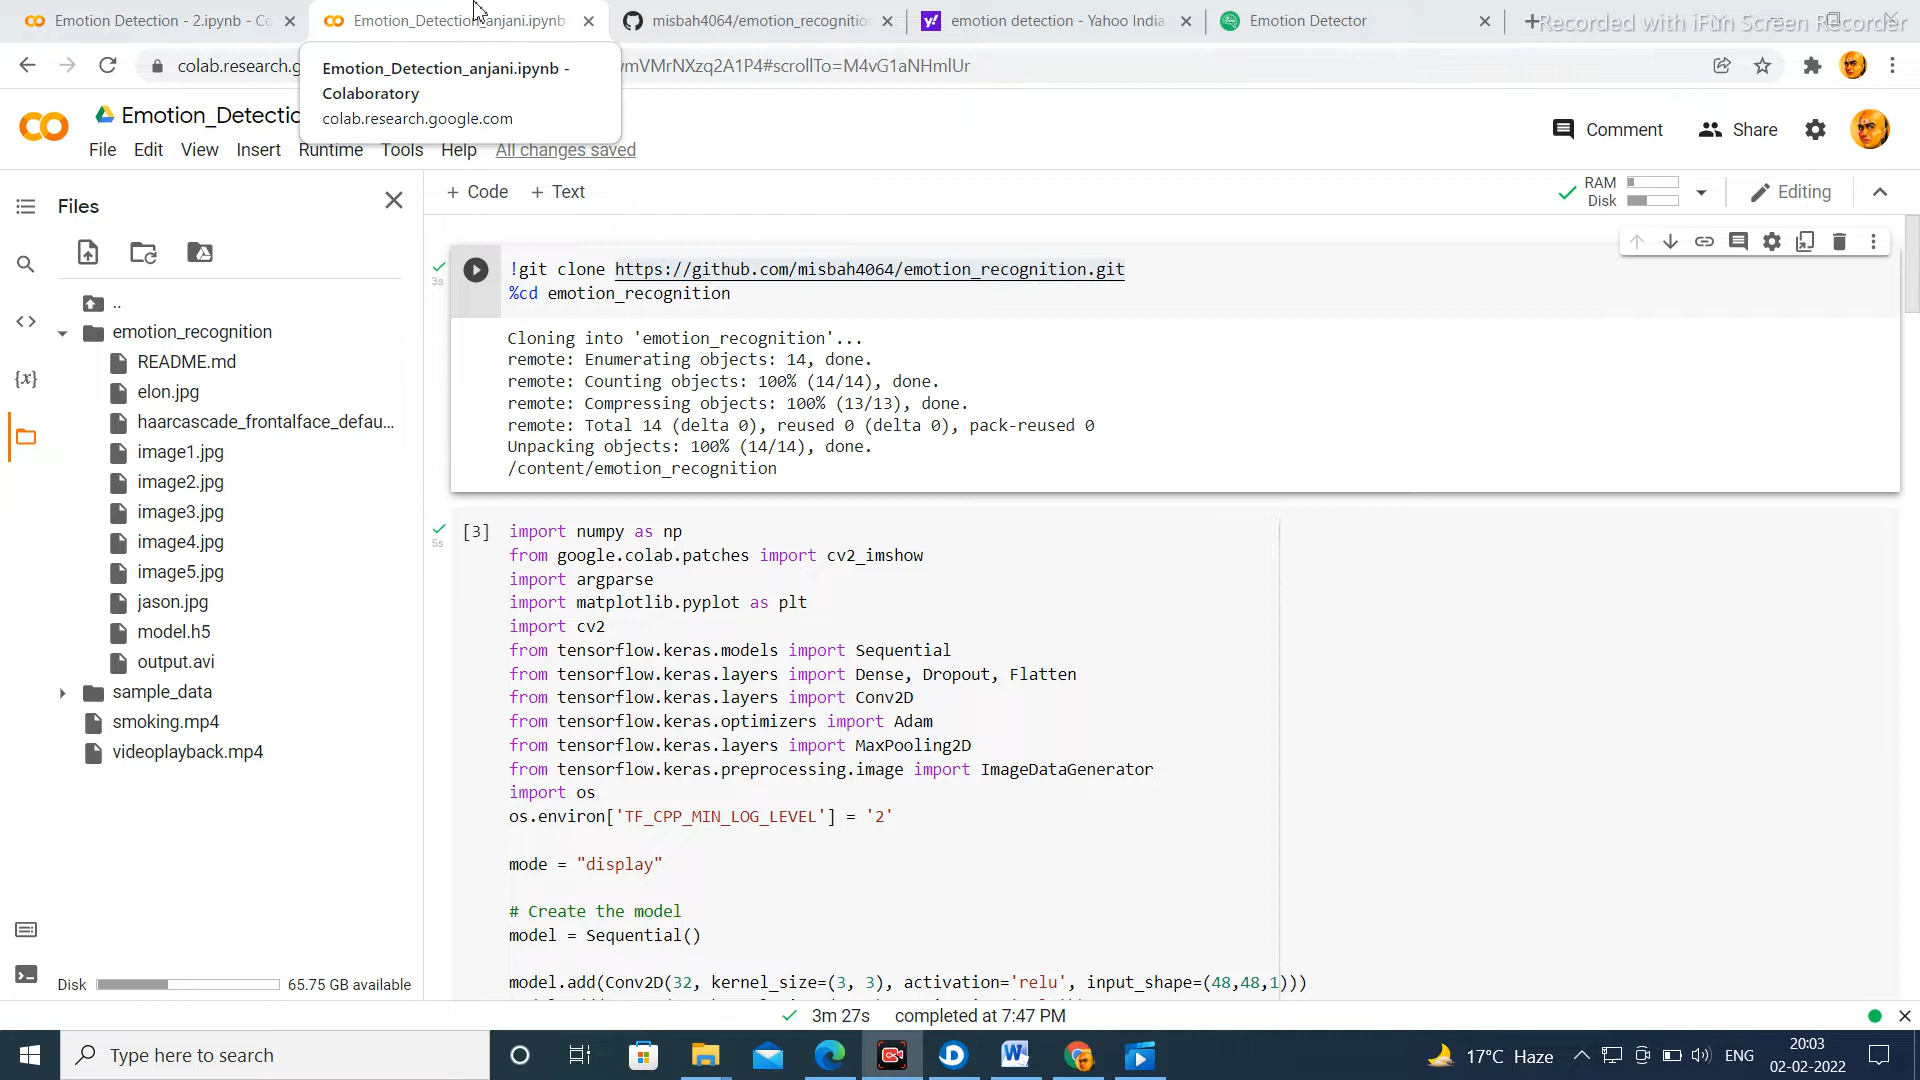 Emotion Detection - 2.ipynb - Co
Emotion_Detection_anjani.ipynb
misbah4064/emotion_recognition
emotion detection - Yahoo India
Emotion Detector
Recorded with iFun Screen Recorder
colab.research.g
Emotion_Detection_anjani.ipynb -
Colaboratory
colab.research.google.com
vmVMrNXzq2A1P4#scrollTo=M4vG1aNHmlUr
Emotion_Detectio
Comment
Share
File Edit View Insert Runtime Tools Help All changes saved
Files
+ Code + Text
RAM
Disk
Editing
..
emotion_recognition
README.md
elon.jpg
haarcascade_frontalface_defau...
image1.jpg
image2.jpg
image3.jpg
image4.jpg
image5.jpg
jason.jpg
model.h5
output.avi
sample_data
smoking.mp4
videoplayback.mp4
Disk 65.75 GB available
3s
!git clone https://github.com/misbah4064/emotion_recognition.git
%cd emotion_recognition
Cloning into 'emotion_recognition'...
remote: Enumerating objects: 14, done.
remote: Counting objects: 100% (14/14), done.
remote: Compressing objects: 100% (13/13), done.
remote: Total 14 (delta 0), reused 0 (delta 0), pack-reused 0
Unpacking objects: 100% (14/14), done.
/content/emotion_recognition
5s
[3] import numpy as np
from google.colab.patches import cv2_imshow
import argparse
import matplotlib.pyplot as plt
import cv2
from tensorflow.keras.models import Sequential
from tensorflow.keras.layers import Dense, Dropout, Flatten
from tensorflow.keras.layers import Conv2D
from tensorflow.keras.optimizers import Adam
from tensorflow.keras.layers import MaxPooling2D
from tensorflow.keras.preprocessing.image import ImageDataGenerator
import os
os.environ['TF_CPP_MIN_LOG_LEVEL'] = '2'
mode = "display"
# Create the model
model = Sequential()
model.add(Conv2D(32, kernel_size=(3, 3), activation='relu', input_shape=(48,48,1)))
3m 27s completed at 7:47 PM
Type here to search
17°C Haze
ENG
20:03
02-02-2022